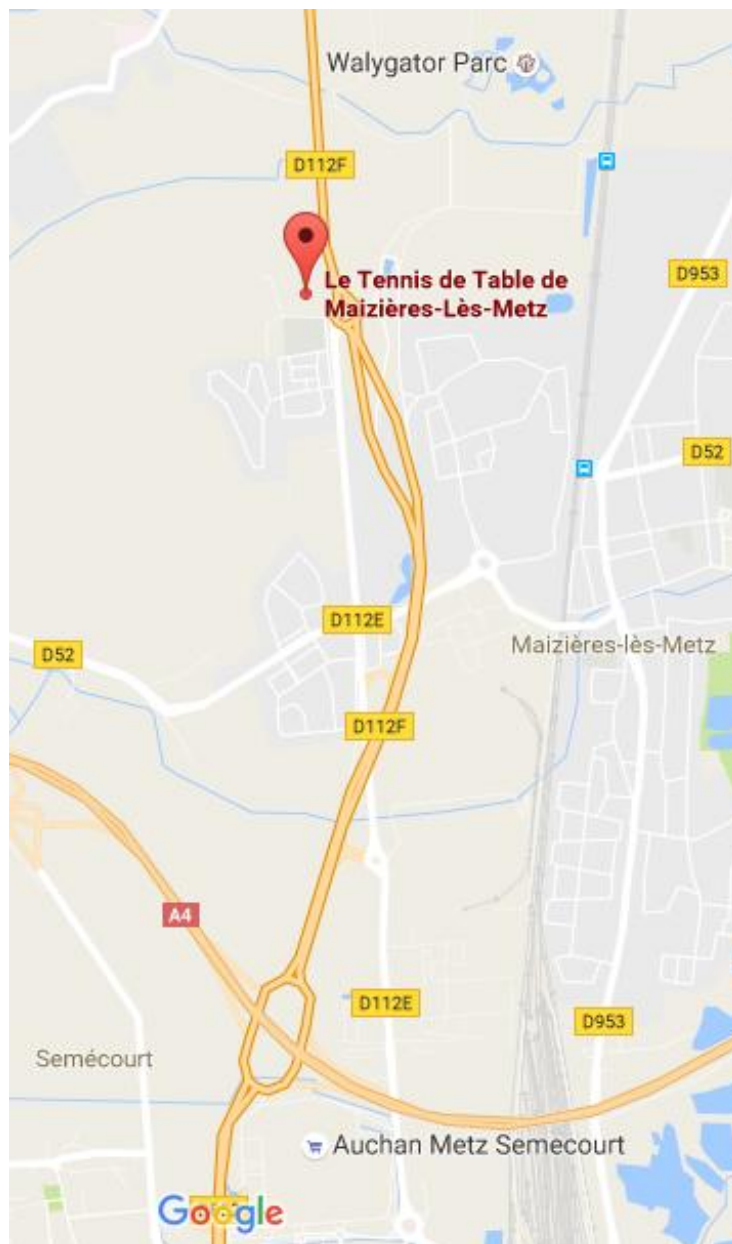 Walygator Parc
D112F
D953
Le Tennis de Table de
Maizières-Lès-Metz
D52
D112E
Maizières-lès-Metz
D52
D112F
A4
D112E
D953
Semécourt
Auchan Metz Semecourt
Google